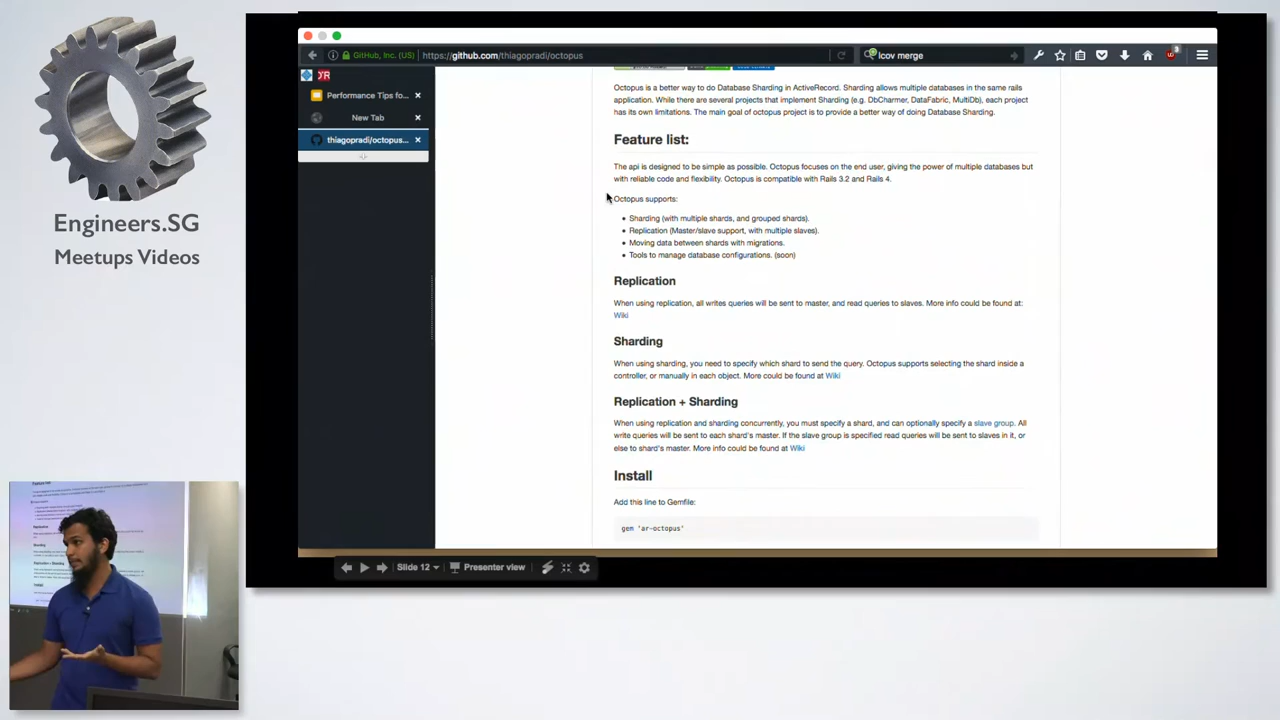 Engineers.SG
Meetups Videos
GitHub, Inc. (US)
https://github.com/thiagopradi/octopus
lcov merge
Performance Tips fo...
New Tab
thiagopradi/octopus...
Octopus is a better way to do Database Sharding in ActiveRecord. Sharding allows multiple databases in the same rails
application. While there are several projects that implement Sharding (e.g. DbCharmer, DataFabric, MultiDb), each project
has its own limitations. The main goal of octopus project is to provide a better way of doing Database Sharding.
Feature list:
The api is designed to be simple as possible. Octopus focuses on the end user, giving the power of multiple databases but
with reliable code and flexibility. Octopus is compatible with Rails 3.2 and Rails 4.
Octopus supports:
Sharding (with multiple shards, and grouped shards).
Replication (Master/slave support, with multiple slaves).
Moving data between shards with migrations.
Tools to manage database configurations. (soon)
Replication
When using replication, all writes queries will be sent to master, and read queries to slaves. More info could be found at:
Wiki
Sharding
When using sharding, you need to specify which shard to send the query. Octopus supports selecting the shard inside a
controller, or manually in each object. More could be found at Wiki
Replication + Sharding
When using replication and sharding concurrently, you must specify a shard, and can optionally specify a slave group. All
write queries will be sent to each shard's master. If the slave group is specified read queries will be sent to slaves in it, or
else to shard's master. More info could be found at Wiki
Install
Add this line to Gemfile:
gem 'ar-octopus'
Slide 12
Presenter view